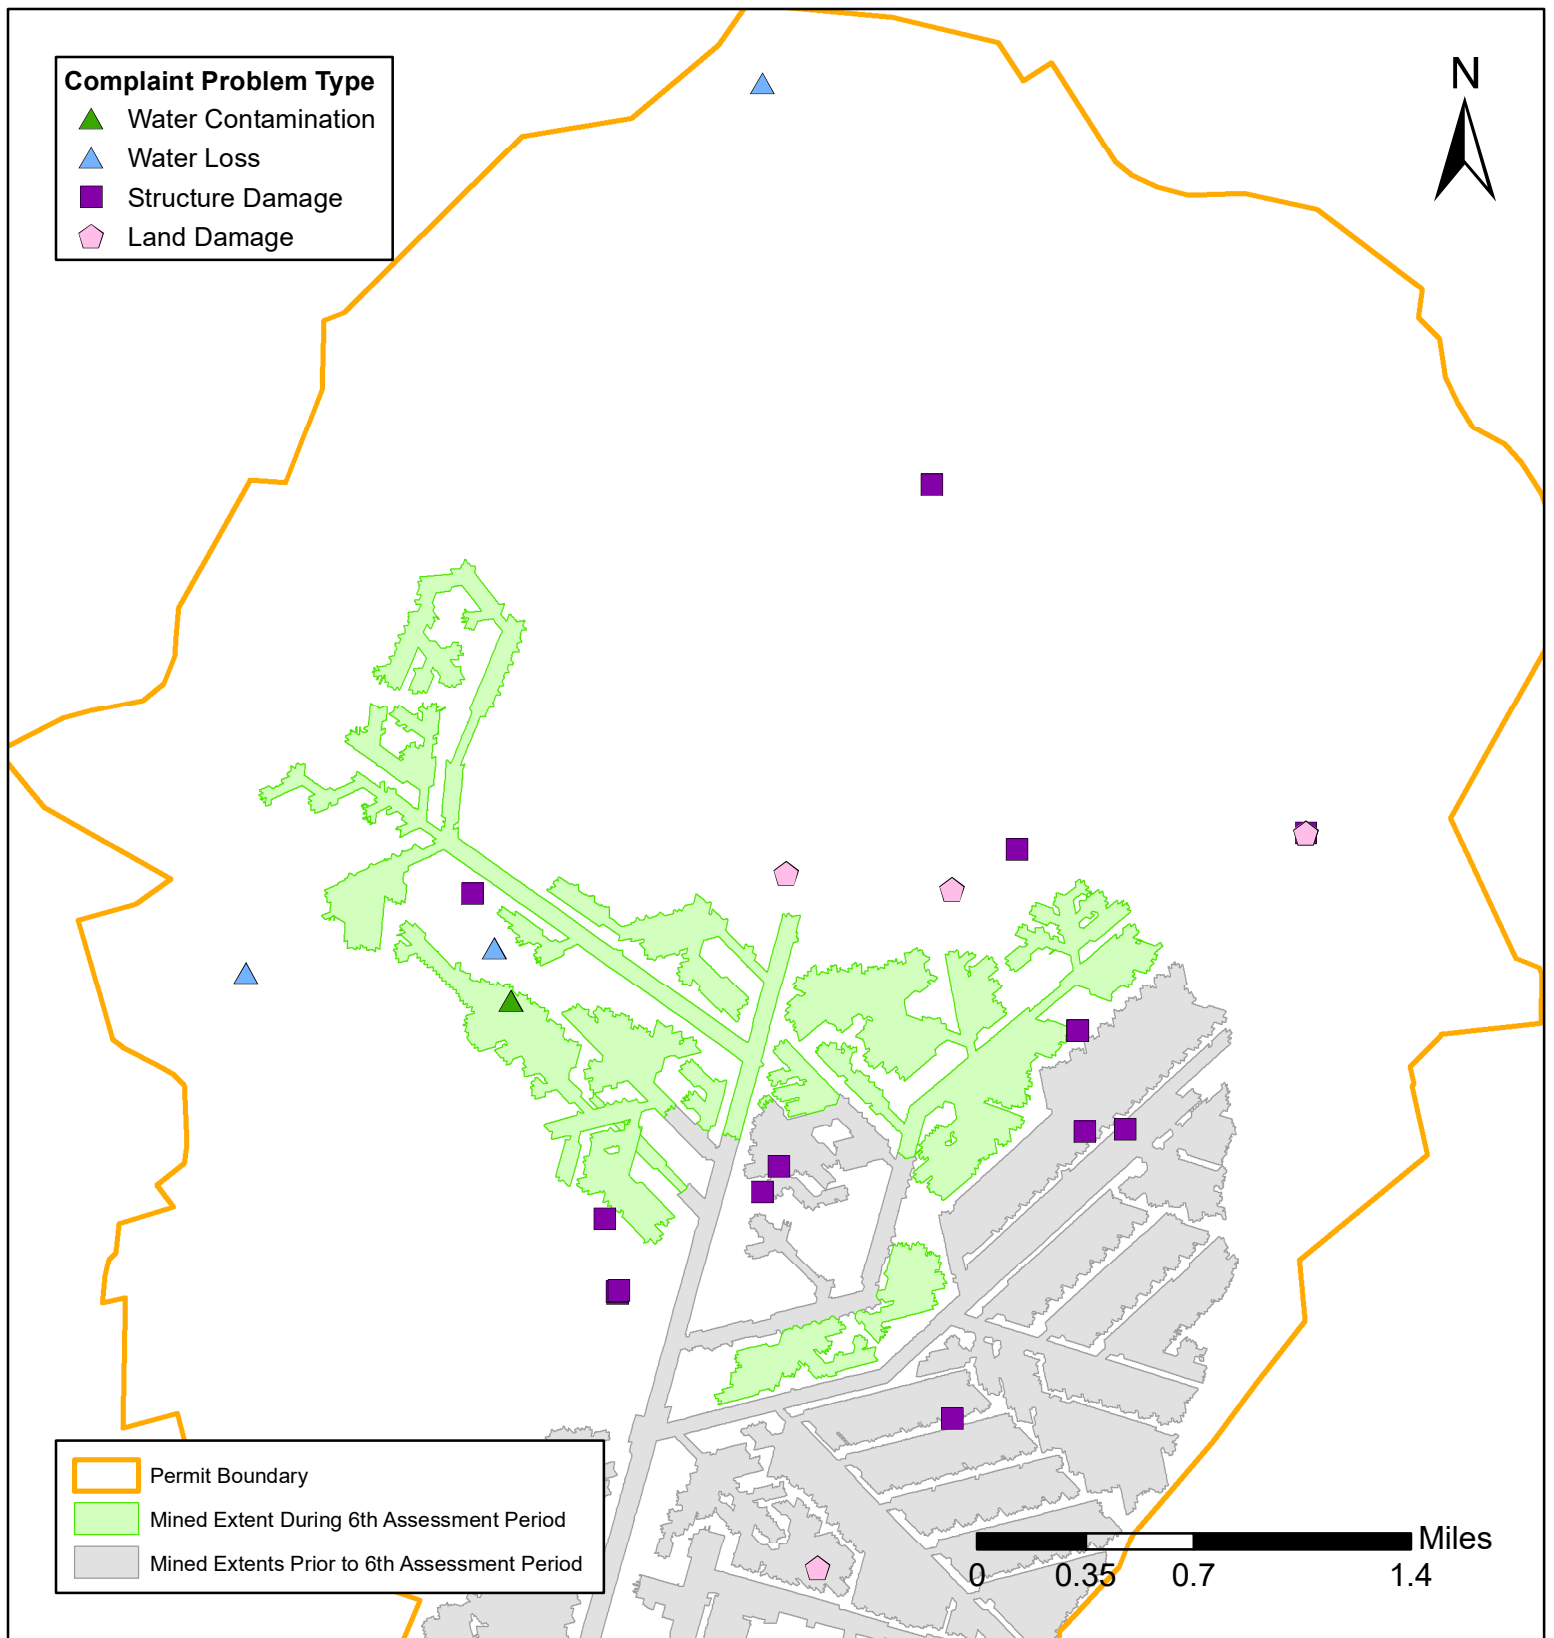 Complaint Problem Type
Water Contamination
Water Loss
Structure Damage
Land Damage
N
Permit Boundary
Mined Extent During 6th Assessment Period
Mined Extents Prior to 6th Assessment Period
Miles
0 0.35 0.7 1.4